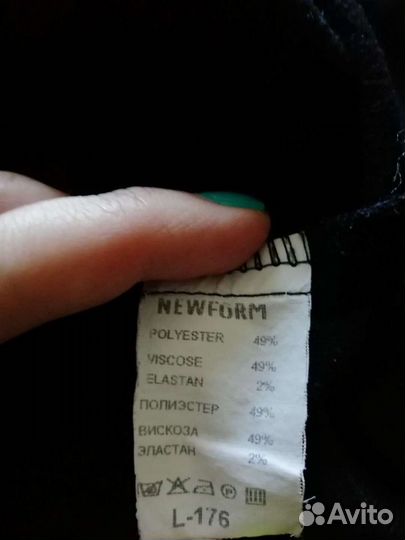 NEWFORM
POLYESTER 49%
VISCOSE 49%
ELASTAN 2%
ПОЛИЭСТЕР 49%
ВИСКОЗА 49%
ЭЛАСТАН 2%
L-176
Avito